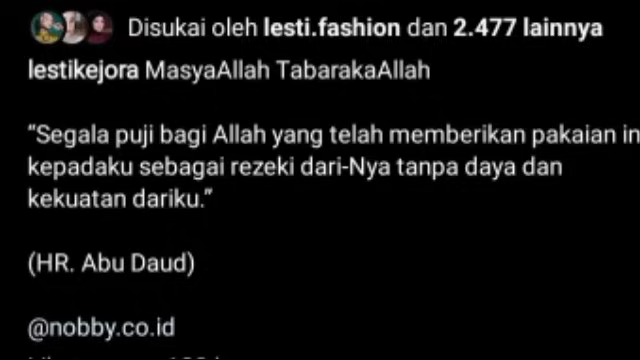 Disukai oleh lesti.fashion dan 2.477 lainnya
lestikejora MasyaAllah TabarakaAllah
"Segala puji bagi Allah yang telah memberikan pakaian in
kepadaku sebagai rezeki dari-Nya tanpa daya dan
kekuatan dariku."
(HR. Abu Daud)
@nobby.co.id